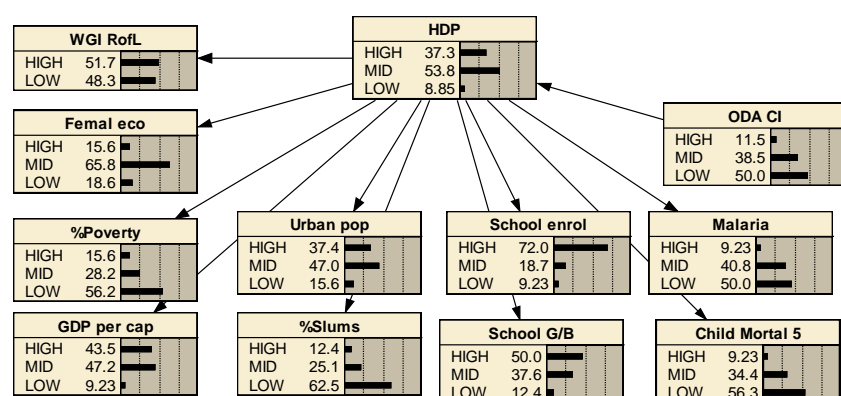 HDP
HIGH 37.3
MID 53.8
LOW 8.85
WGI RofL
HIGH 51.7
LOW 48.3
Femal eco
HIGH 15.6
MID 65.8
LOW 18.6
ODA CI
HIGH 11.5
MID 38.5
LOW 50.0
%Poverty
HIGH 15.6
MID 28.2
LOW 56.2
Urban pop
HIGH 37.4
MID 47.0
LOW 15.6
School enrol
HIGH 72.0
MID 18.7
LOW 9.23
Malaria
HIGH 9.23
MID 40.8
LOW 50.0
GDP per cap
HIGH 43.5
MID 47.2
LOW 9.23
%Slums
HIGH 12.4
MID 25.1
LOW 62.5
School G/B
HIGH 50.0
MID 37.6
LOW 12.4
Child Mortal 5
HIGH 9.23
MID 34.4
LOW 56.3